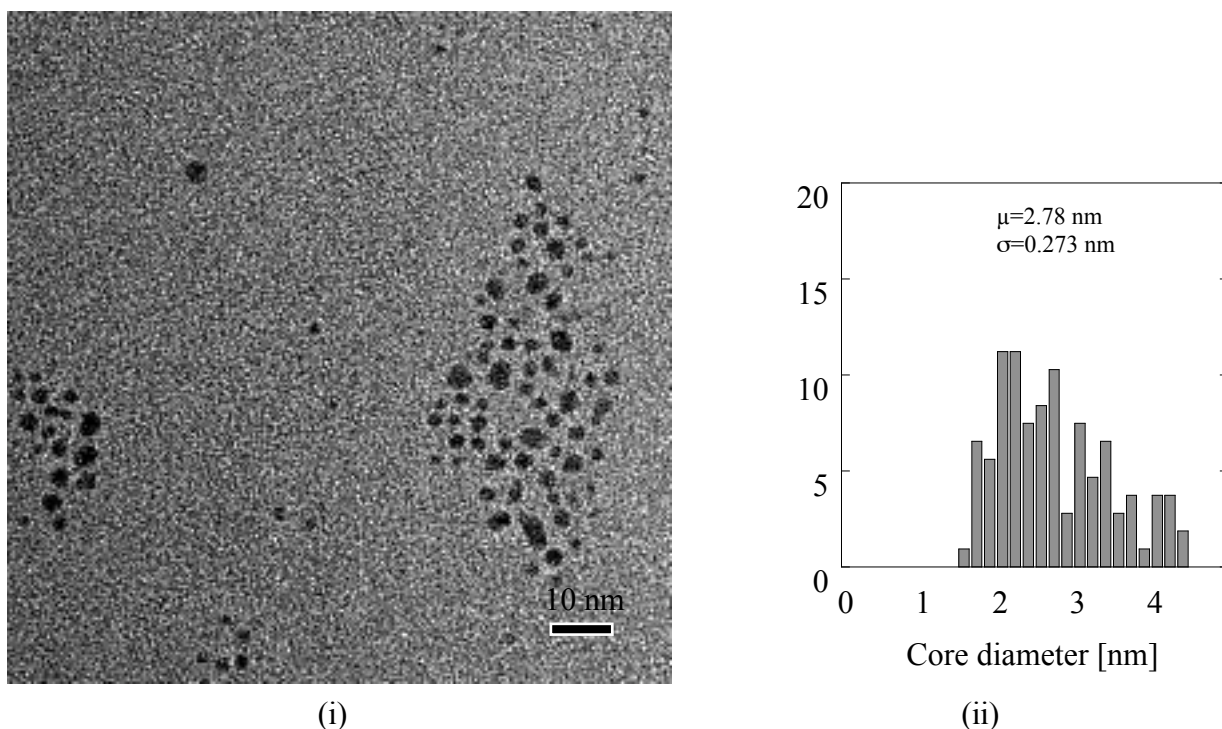 10 nm
(i)
20
15
10
5
0
μ=2.78 nm
σ=0.273 nm
0 1 2 3 4
Core diameter [nm]
(ii)